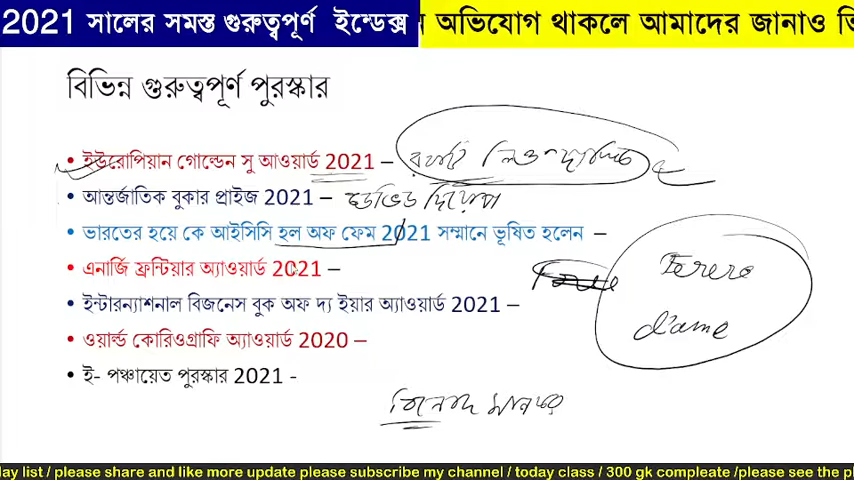 2021 সালের সমস্ত গুরুত্বপূর্ণ ইন্ডেক্স
অভিযোগ থাকলে আমাদের জানাও
বিভিন্ন গুরুত্বপূর্ণ পুরস্কার
• ইউরোপিয়ান গোল্ডেন সু আওয়ার্ড 2021 –
• আন্তর্জাতিক বুকার প্রাইজ 2021 – ডেভিড দিয়োপ
• ভারতের হয়ে কে আইসিসি হল অফ ফেম 2021 সম্মানে ভূষিত হলেন –
• এনার্জি ফ্রন্টিয়ার অ্যাওয়ার্ড 2021 –
• ইন্টারন্যাশনাল বিজনেস বুক অফ দ্য ইয়ার অ্যাওয়ার্ড 2021 –
d'ame
• ওয়ার্ল্ড কোরিওগ্রাফি অ্যাওয়ার্ড 2020 –
• ই- পঞ্চায়েত পুরস্কার 2021 -
lay list / please share and like more update please subscribe my channel / today class / 300 gk compleate /please see the